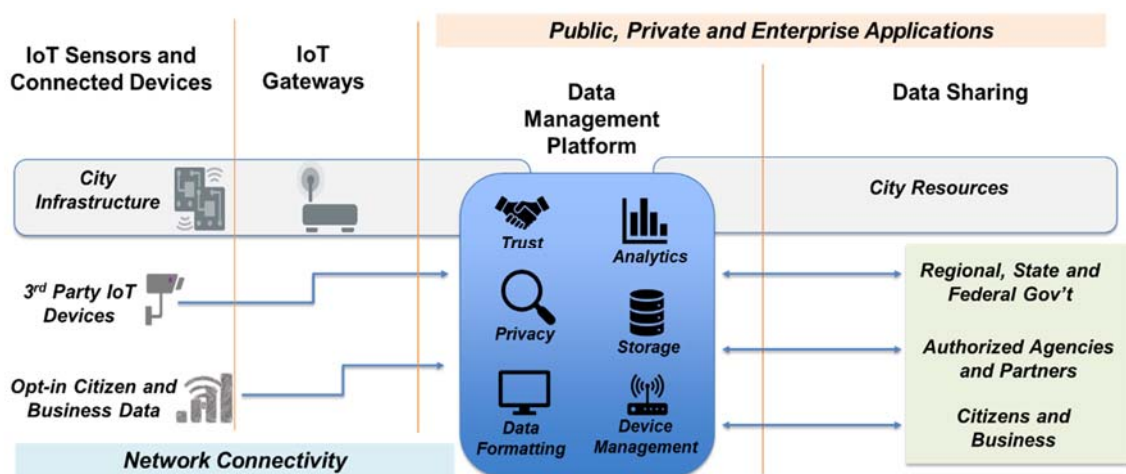 Public, Private and Enterprise Applications
IoT Sensors and
Connected Devices
IoT
Gateways
Data
Management
Platform
Data Sharing
City
Infrastructure
City Resources
Trust
Analytics
3rd Party IoT
Devices
Regional, State and
Federal Gov't
Privacy
Storage
Authorized Agencies
and Partners
Opt-in Citizen and
Business Data
Data
Formatting
Device
Management
Citizens and
Business
Network Connectivity